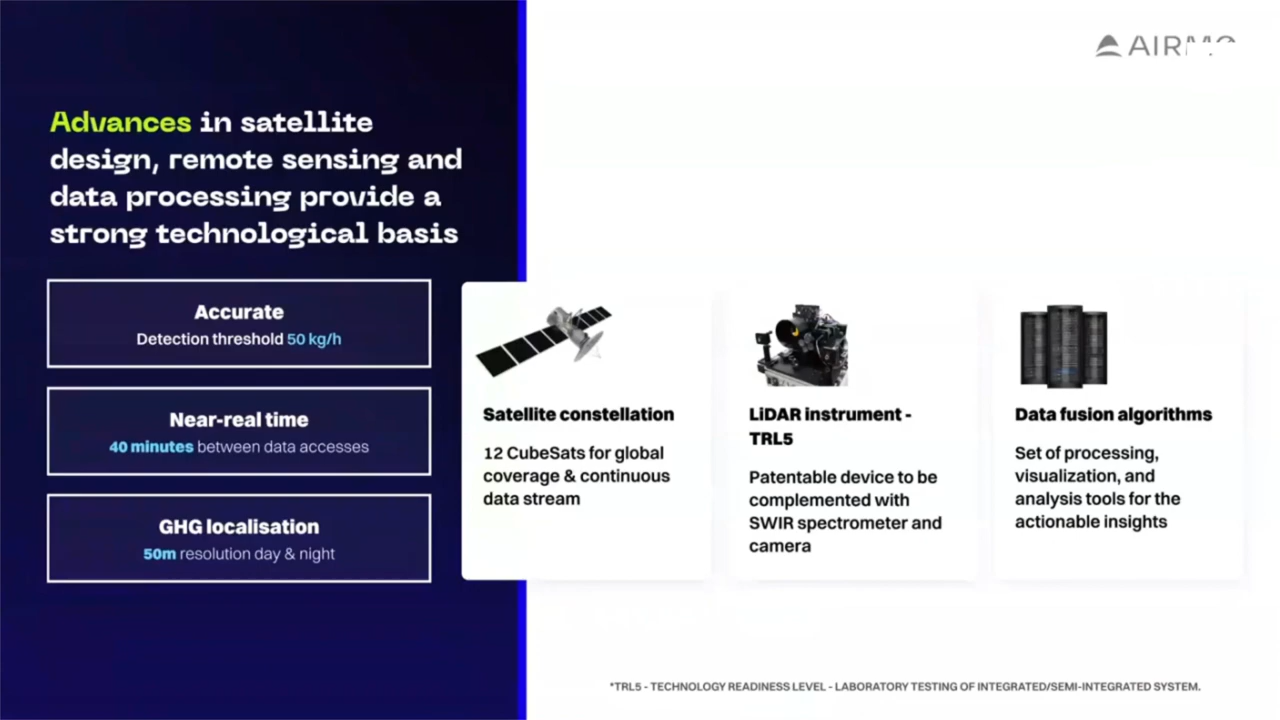 AIRMO
Advances in satellite
design, remote sensing and
data processing provide a
strong technological basis
Accurate
Detection threshold 50 kg/h
Near-real time
40 minutes between data accesses
GHG localisation
50m resolution day & night
Satellite constellation
12 CubeSats for global
coverage & continuous
data stream
LiDAR instrument -
TRL5
Patentable device to be
complemented with
SWIR spectrometer and
camera
Data fusion algorithms
Set of processing,
visualization, and
analysis tools for the
actionable insights
*TRL5 - TECHNOLOGY READINESS LEVEL - LABORATORY TESTING OF INTEGRATED/SEMI-INTEGRATED SYSTEM.